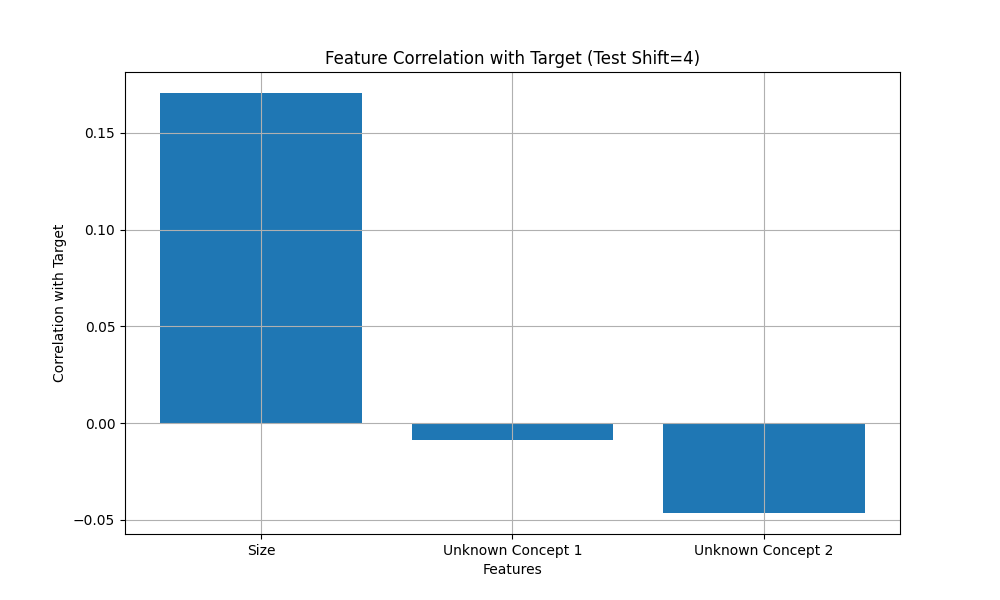 Feature Correlation with Target (Test Shift=4)
Correlation with Target
0.15
0.10
0.05
0.00
−0.05
Size
Unknown Concept 1
Unknown Concept 2
Features